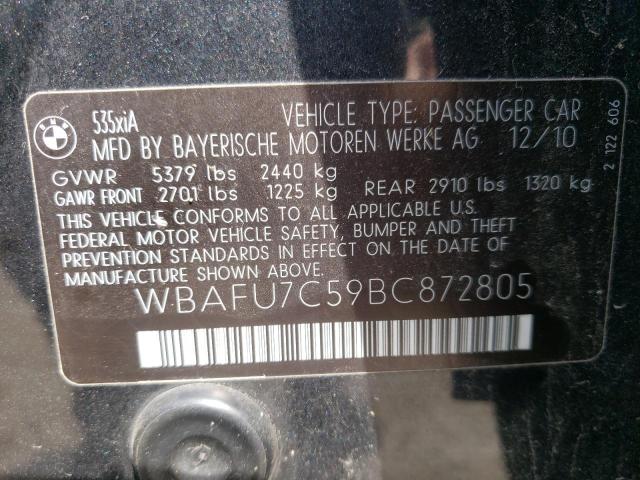 BMW
535xiA
VEHICLE TYPE: PASSENGER CAR
MFD BY BAYERISCHE MOTOREN WERKE AG 12/10
GVWR 5379 lbs 2440 kg
GAWR FRONT 2701 lbs 1225 kg REAR 2910 lbs 1320 kg
THIS VEHICLE CONFORMS TO ALL APPLICABLE U.S.
FEDERAL MOTOR VEHICLE SAFETY, BUMPER AND THEFT
PREVENTION STANDARDS IN EFFECT ON THE DATE OF
MANUFACTURE SHOWN ABOVE.
WBAFU7C59BC872805
2 122 606